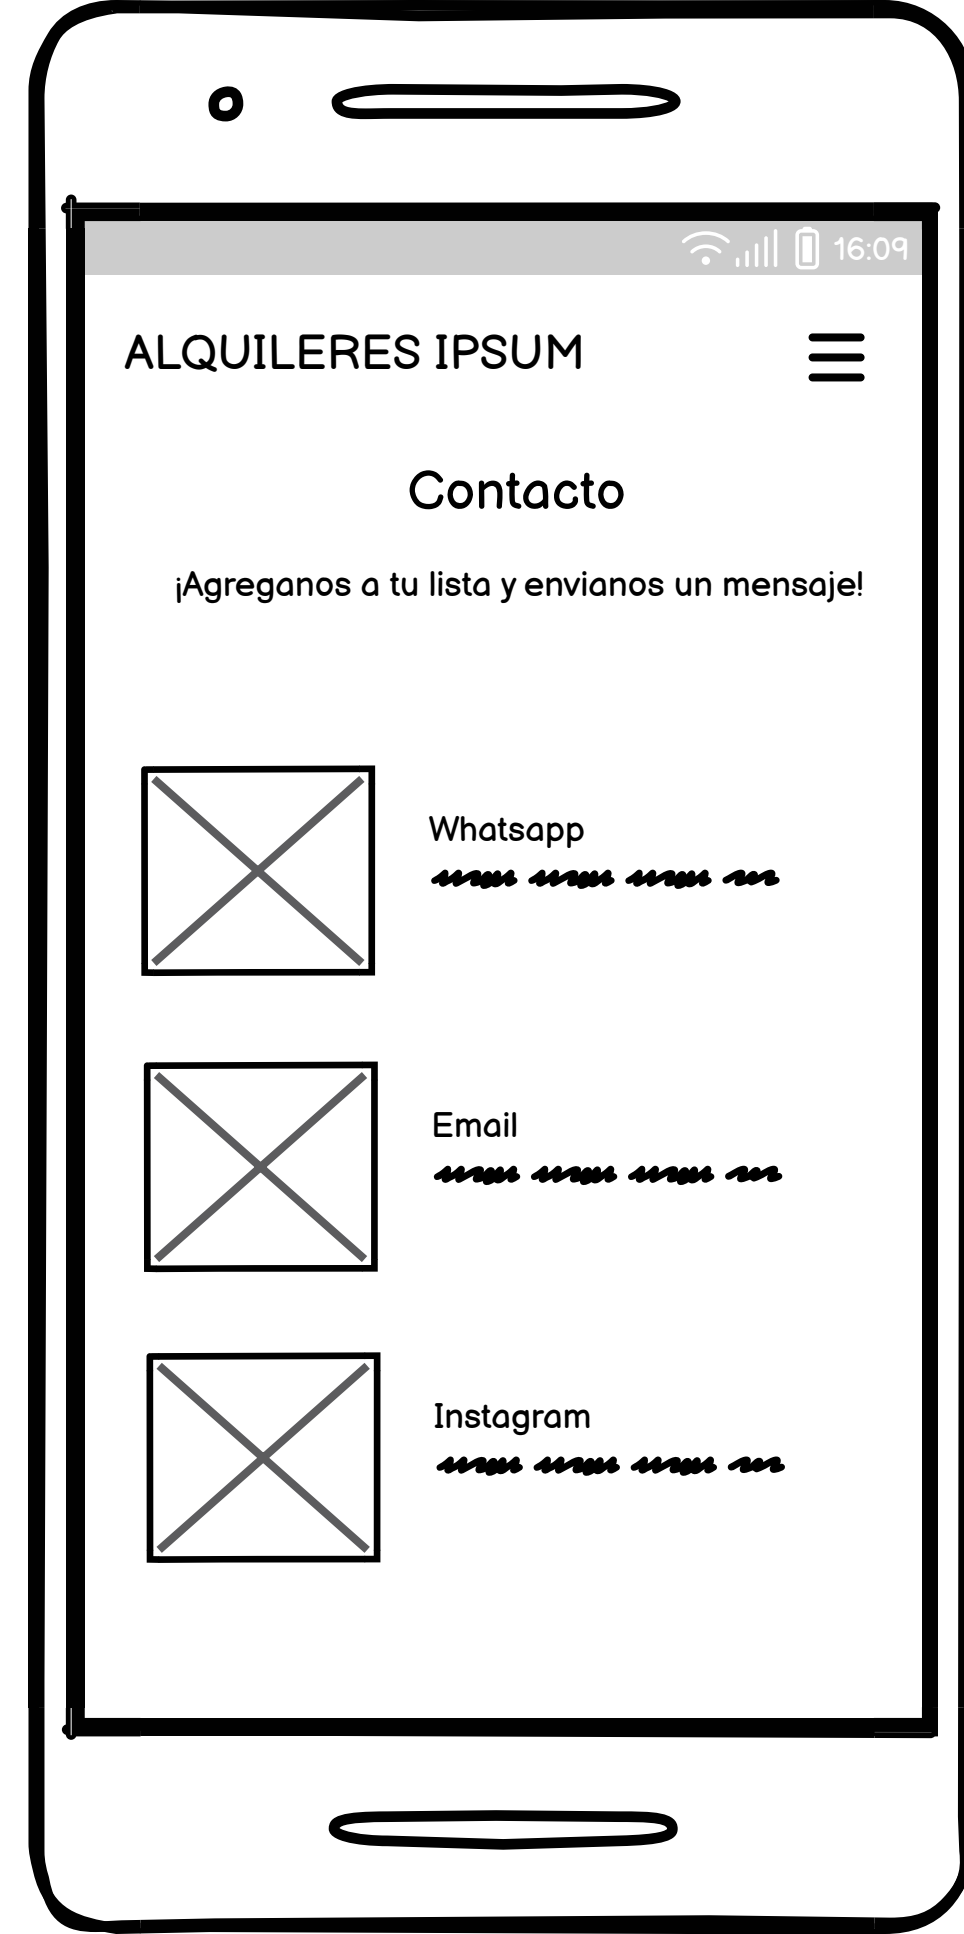 16:09
ALQUILERES IPSUM
Contacto
¡Agreganos a tu lista y envianos un mensaje!
Whatsapp
Email
Instagram